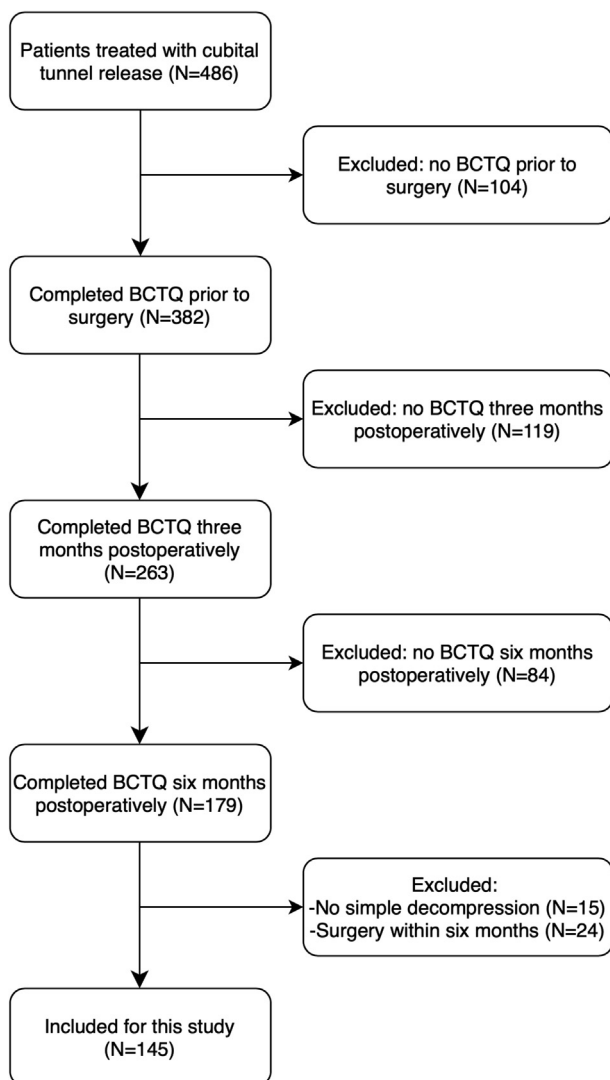 Patients treated with cubital
tunnel release (N=486)
Excluded: no BCTQ prior to
surgery (N=104)
Completed BCTQ prior to
surgery (N=382)
Excluded: no BCTQ three months
postoperatively (N=119)
Completed BCTQ three
months postoperatively
(N=263)
Excluded: no BCTQ six months
postoperatively (N=84)
Completed BCTQ six months
postoperatively (N=179)
Excluded:
-No simple decompression (N=15)
-Surgery within six months (N=24)
Included for this study
(N=145)